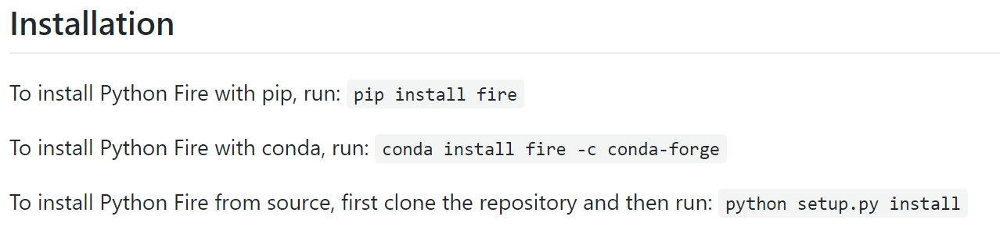 Installation
To install Python Fire with pip, run: pip install fire
To install Python Fire with conda, run: conda install fire -c conda-forge
To install Python Fire from source, first clone the repository and then run: python setup.py install